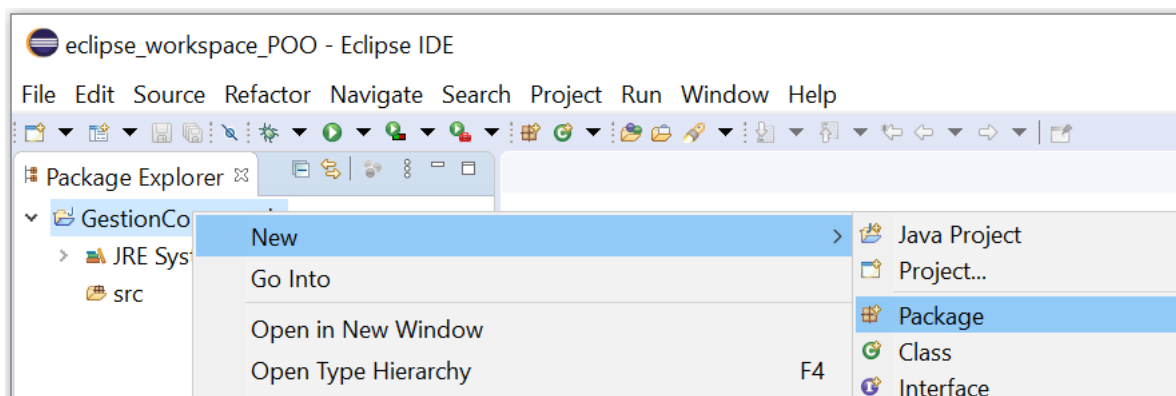 eclipse_workspace_POO - Eclipse IDE
File Edit Source Refactor Navigate Search Project Run Window Help
Package Explorer
GestionCo
JRE Sys
src
New
Go Into
Open in New Window
Open Type Hierarchy F4
Java Project
Project...
Package
Class
Interface